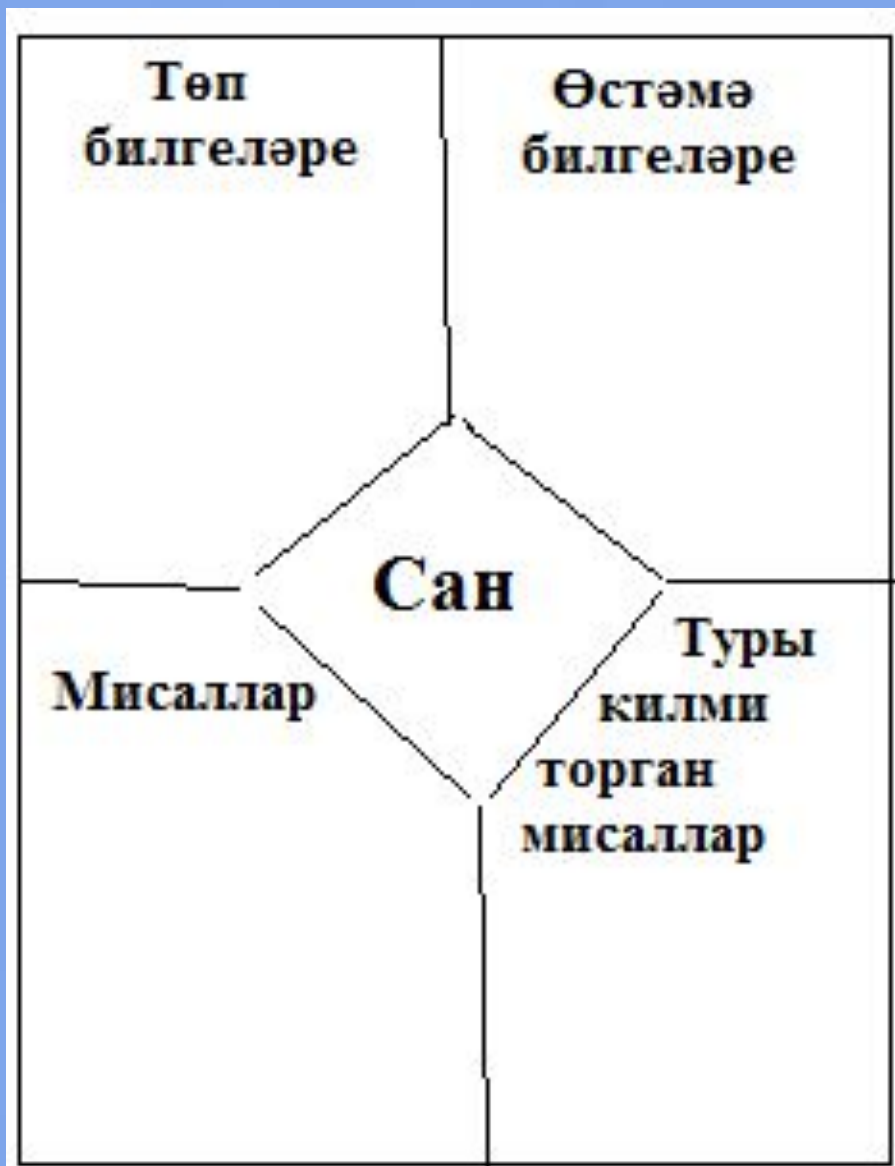 Төп
билгеләре
Өстәмә
билгеләре
Сан
Мисаллар
Туры
килми
торган
мисаллар